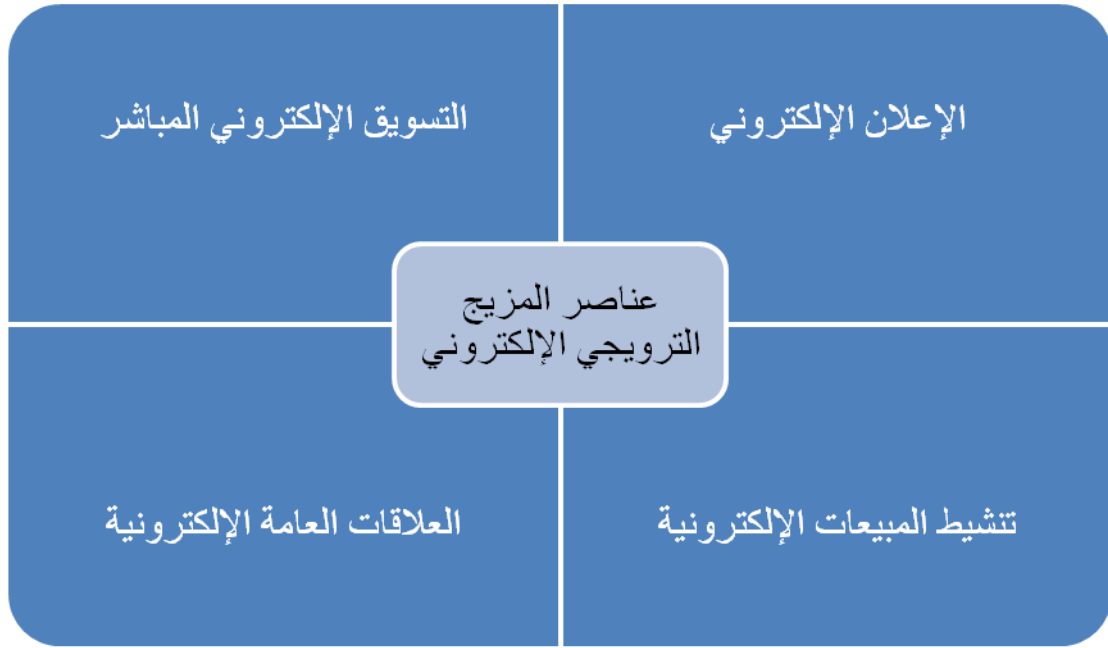 الإعلان الإلكتروني
التسويق الإلكتروني المباشر
عناصر المزيج
الترويجي الإلكتروني
تنشيط المبيعات الإلكترونية
العلاقات العامة الإلكترونية